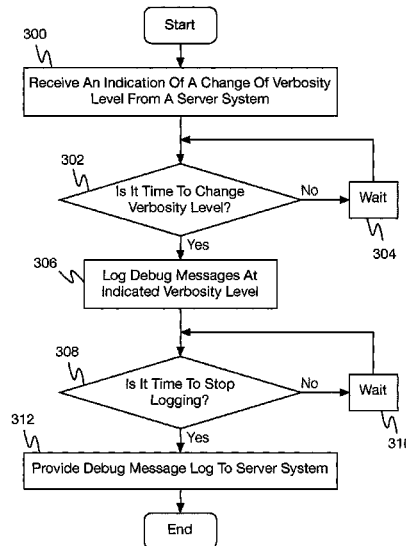 Start
300
Receive An Indication Of A Change Of Verbosity
Level From A Server System
302
Is It Time To Change
Verbosity Level?
No
Wait
304
Yes
306
Log Debug Messages At
Indicated Verbosity Level
308
Is It Time To Stop
Logging?
No
Wait
Yes
312
Provide Debug Message Log To Server System
End